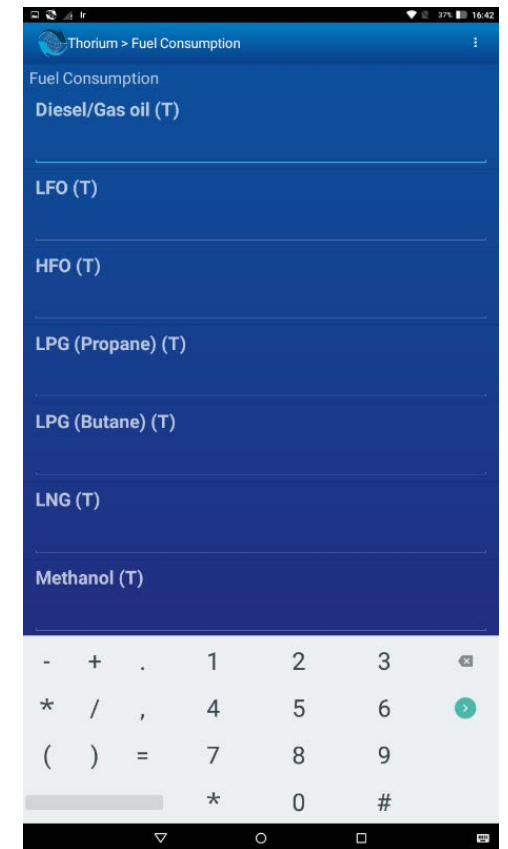 lr 37% 16:42
Thorium > Fuel Consumption
Fuel Consumption
Diesel/Gas oil (T)
LFO (T)
HFO (T)
LPG (Propane) (T)
LPG (Butane) (T)
LNG (T)
Methanol (T)
- + . 1 2 3
* / , 4 5 6
( ) = 7 8 9
* 0 #